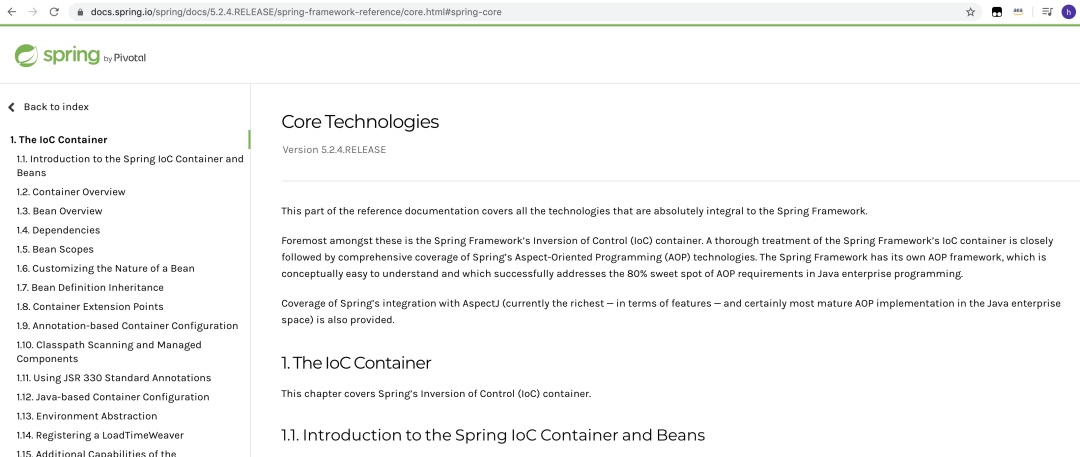 docs.spring.io/spring/docs/5.2.4.RELEASE/spring-framework-reference/core.html#spring-core
h
spring by Pivotal
Back to index
1. The IoC Container
1.1. Introduction to the Spring IoC Container and
Beans
1.2. Container Overview
1.3. Bean Overview
1.4. Dependencies
1.5. Bean Scopes
1.6. Customizing the Nature of a Bean
1.7. Bean Definition Inheritance
1.8. Container Extension Points
1.9. Annotation-based Container Configuration
1.10. Classpath Scanning and Managed
Components
1.11. Using JSR 330 Standard Annotations
1.12. Java-based Container Configuration
1.13. Environment Abstraction
1.14. Registering a LoadTimeWeaver
1.15. Additional Capabilities of the
Core Technologies
Version 5.2.4.RELEASE
This part of the reference documentation covers all the technologies that are absolutely integral to the Spring Framework.
Foremost amongst these is the Spring Framework’s Inversion of Control (IoC) container. A thorough treatment of the Spring Framework’s IoC container is closely
followed by comprehensive coverage of Spring’s Aspect-Oriented Programming (AOP) technologies. The Spring Framework has its own AOP framework, which is
conceptually easy to understand and which successfully addresses the 80% sweet spot of AOP requirements in Java enterprise programming.
Coverage of Spring’s integration with AspectJ (currently the richest — in terms of features — and certainly most mature AOP implementation in the Java enterprise
space) is also provided.
1. The IoC Container
This chapter covers Spring’s Inversion of Control (IoC) container.
1.1. Introduction to the Spring IoC Container and Beans